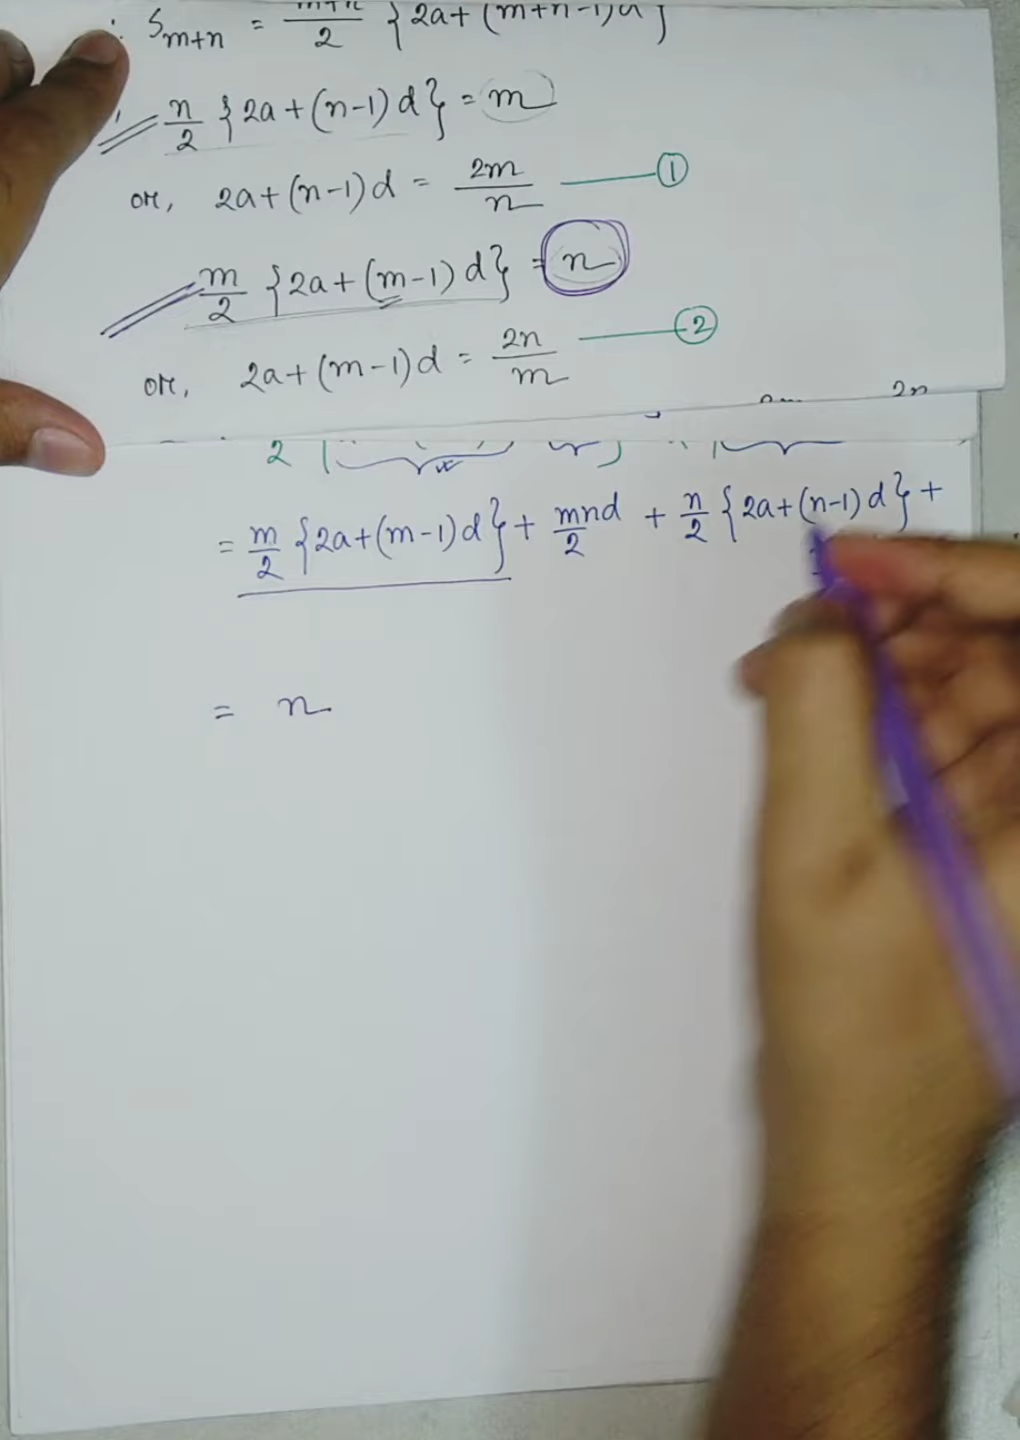 ∴ S_{m+n} = \frac{m+n}{2} {2a+(m+n-1)d}
\frac{n}{2} {2a+(n-1)d} = m
or, 2a+(n-1)d = \frac{2m}{n} ——①
\frac{m}{2} {2a+(m-1)d} = n
or, 2a+(m-1)d = \frac{2n}{m} ——②
= \frac{m}{2} {2a+(m-1)d} + \frac{mnd}{2} + \frac{n}{2} {2a+(n-1)d} +
= n